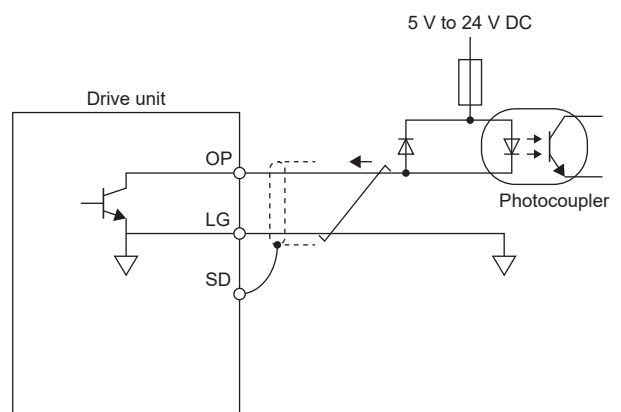 5 V to 24 V DC
Drive unit
OP
Photocoupler
LG
SD